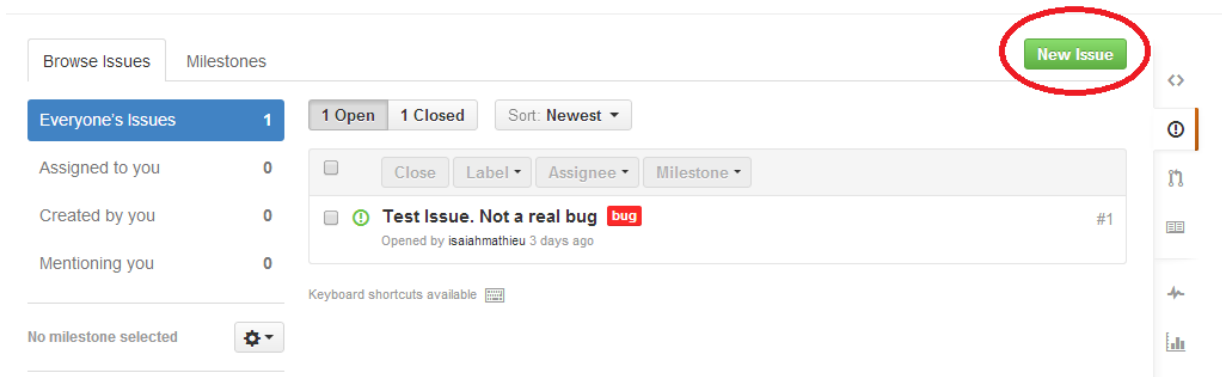 Browse Issues
Milestones
New Issue
Everyone's Issues 1
Assigned to you 0
Created by you 0
Mentioning you 0
No milestone selected
1 Open 1 Closed Sort: Newest
Close Label Assignee Milestone
Test Issue. Not a real bug bug #1
Opened by isaiahmathieu 3 days ago
Keyboard shortcuts available